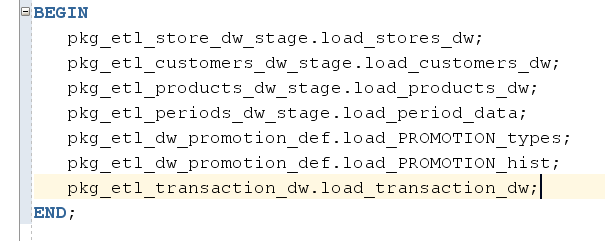 BEGIN
pkg_etl_store_dw_stage.load_stores_dw;
pkg_etl_customers_dw_stage.load_customers_dw;
pkg_etl_products_dw_stage.load_products_dw;
pkg_etl_periods_dw_stage.load_period_data;
pkg_etl_dw_promotion_def.load_PROMOTION_types;
pkg_etl_dw_promotion_def.load_PROMOTION_hist;
pkg_etl_transaction_dw.load_transaction_dw;
END;